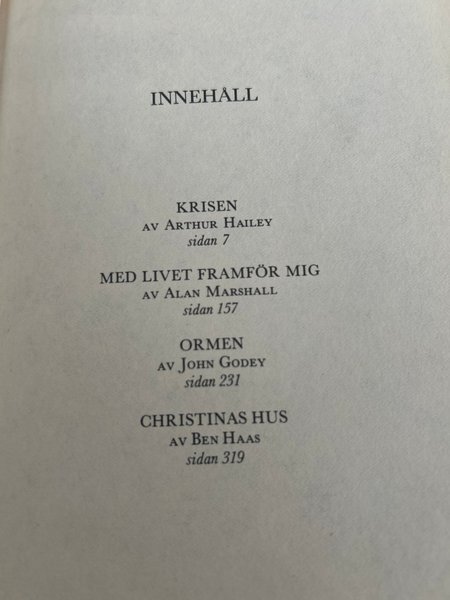 INNEHÅLL
KRISEN
AV ARTHUR HAILEY
sidan 7
MED LIVET FRAMFÖR MIG
AV ALAN MARSHALL
sidan 157
ORMEN
AV JOHN GODEY
sidan 231
CHRISTINAS HUS
AV BEN HAAS
sidan 319